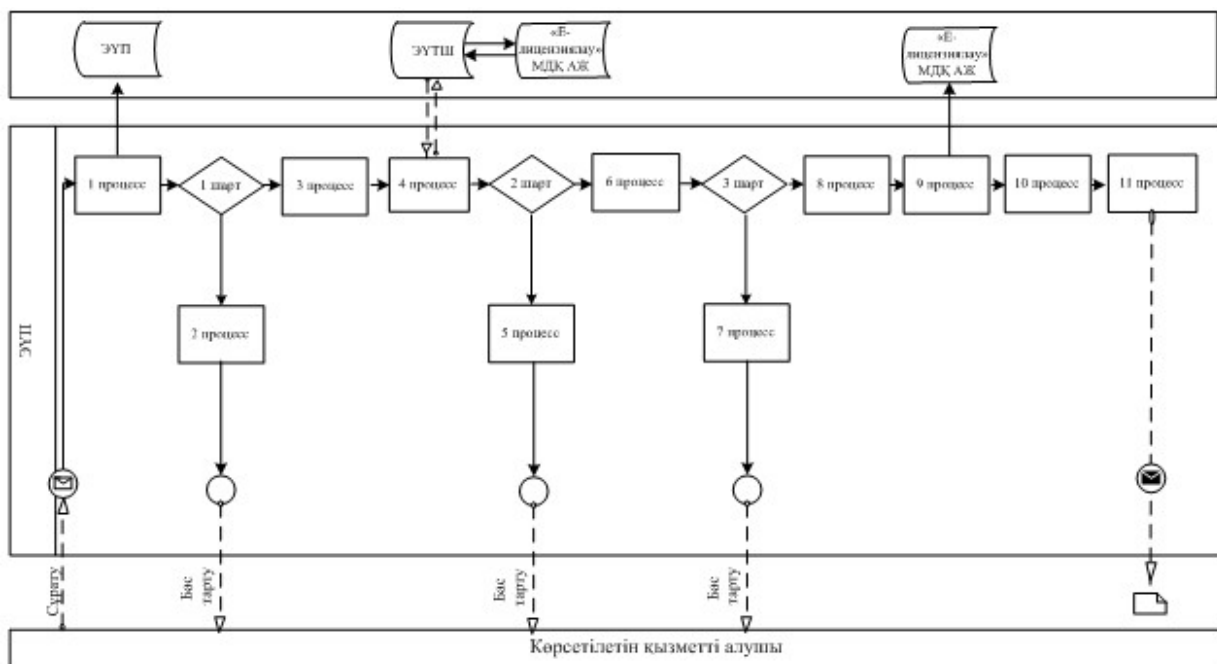 ЭҮП
ЭҮТШ
«Е-
лицензиялау»
МДҚ АЖ
«Е-
лицензиялау»
МДҚ АЖ
1 процесс
1 шарт
3 процесс
4 процесс
2 шарт
6 процесс
3 шарт
8 процесс
9 процесс
10 процесс
11 процесс
ЭҮП
2 процесс
5 процесс
7 процесс
Сұрату
Бас
тарту
Бас
тарту
Бас
тарту
Көрсетілетін қызметті алушы